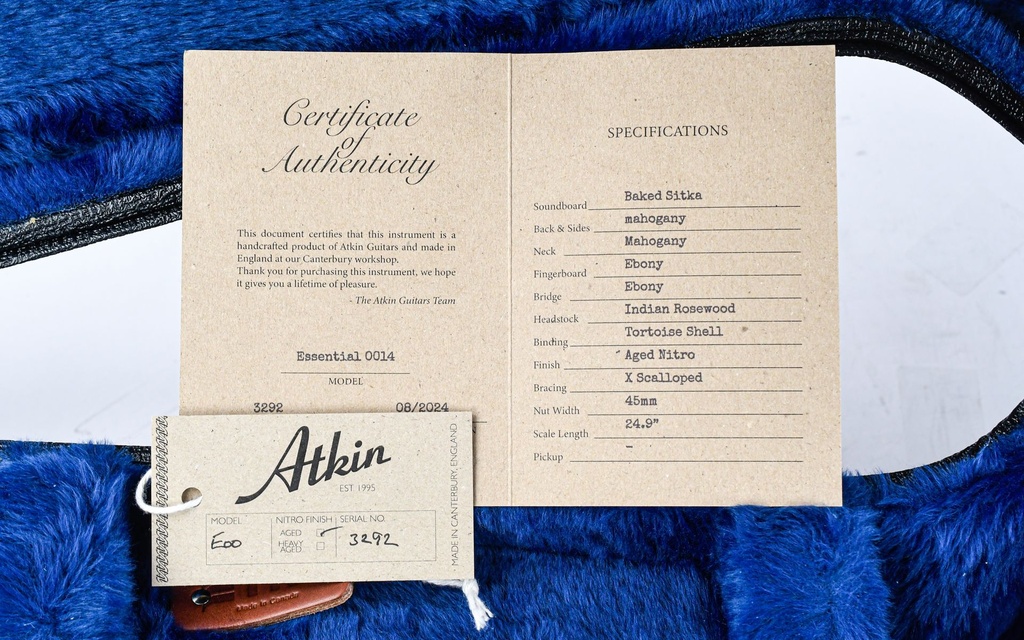 Certificate
of
Authenticity
This document certifies that this instrument is a
handcrafted product of Atkin Guitars and made in
England at our Canterbury workshop.
Thank you for purchasing this instrument, we hope
it gives you a lifetime of pleasure.
- The Atkin Guitars Team
Essential 0014
MODEL
3292 08/2024
SPECIFICATIONS
Soundboard Baked Sitka
Back & Sides mahogany
Neck Mahogany
Fingerboard Ebony
Bridge Ebony
Headstock Indian Rosewood
Binding Tortoise Shell
Finish Aged Nitro
Bracing X Scalloped
Nut Width 45mm
Scale Length 24.9"
Pickup -
Atkin
EST 1995
MODEL NITRO FINISH SERIAL NO.
E00 AGED 3292
HEAVY
AGED
MADE IN CANTERBURY, ENGLAND
Made in Canada